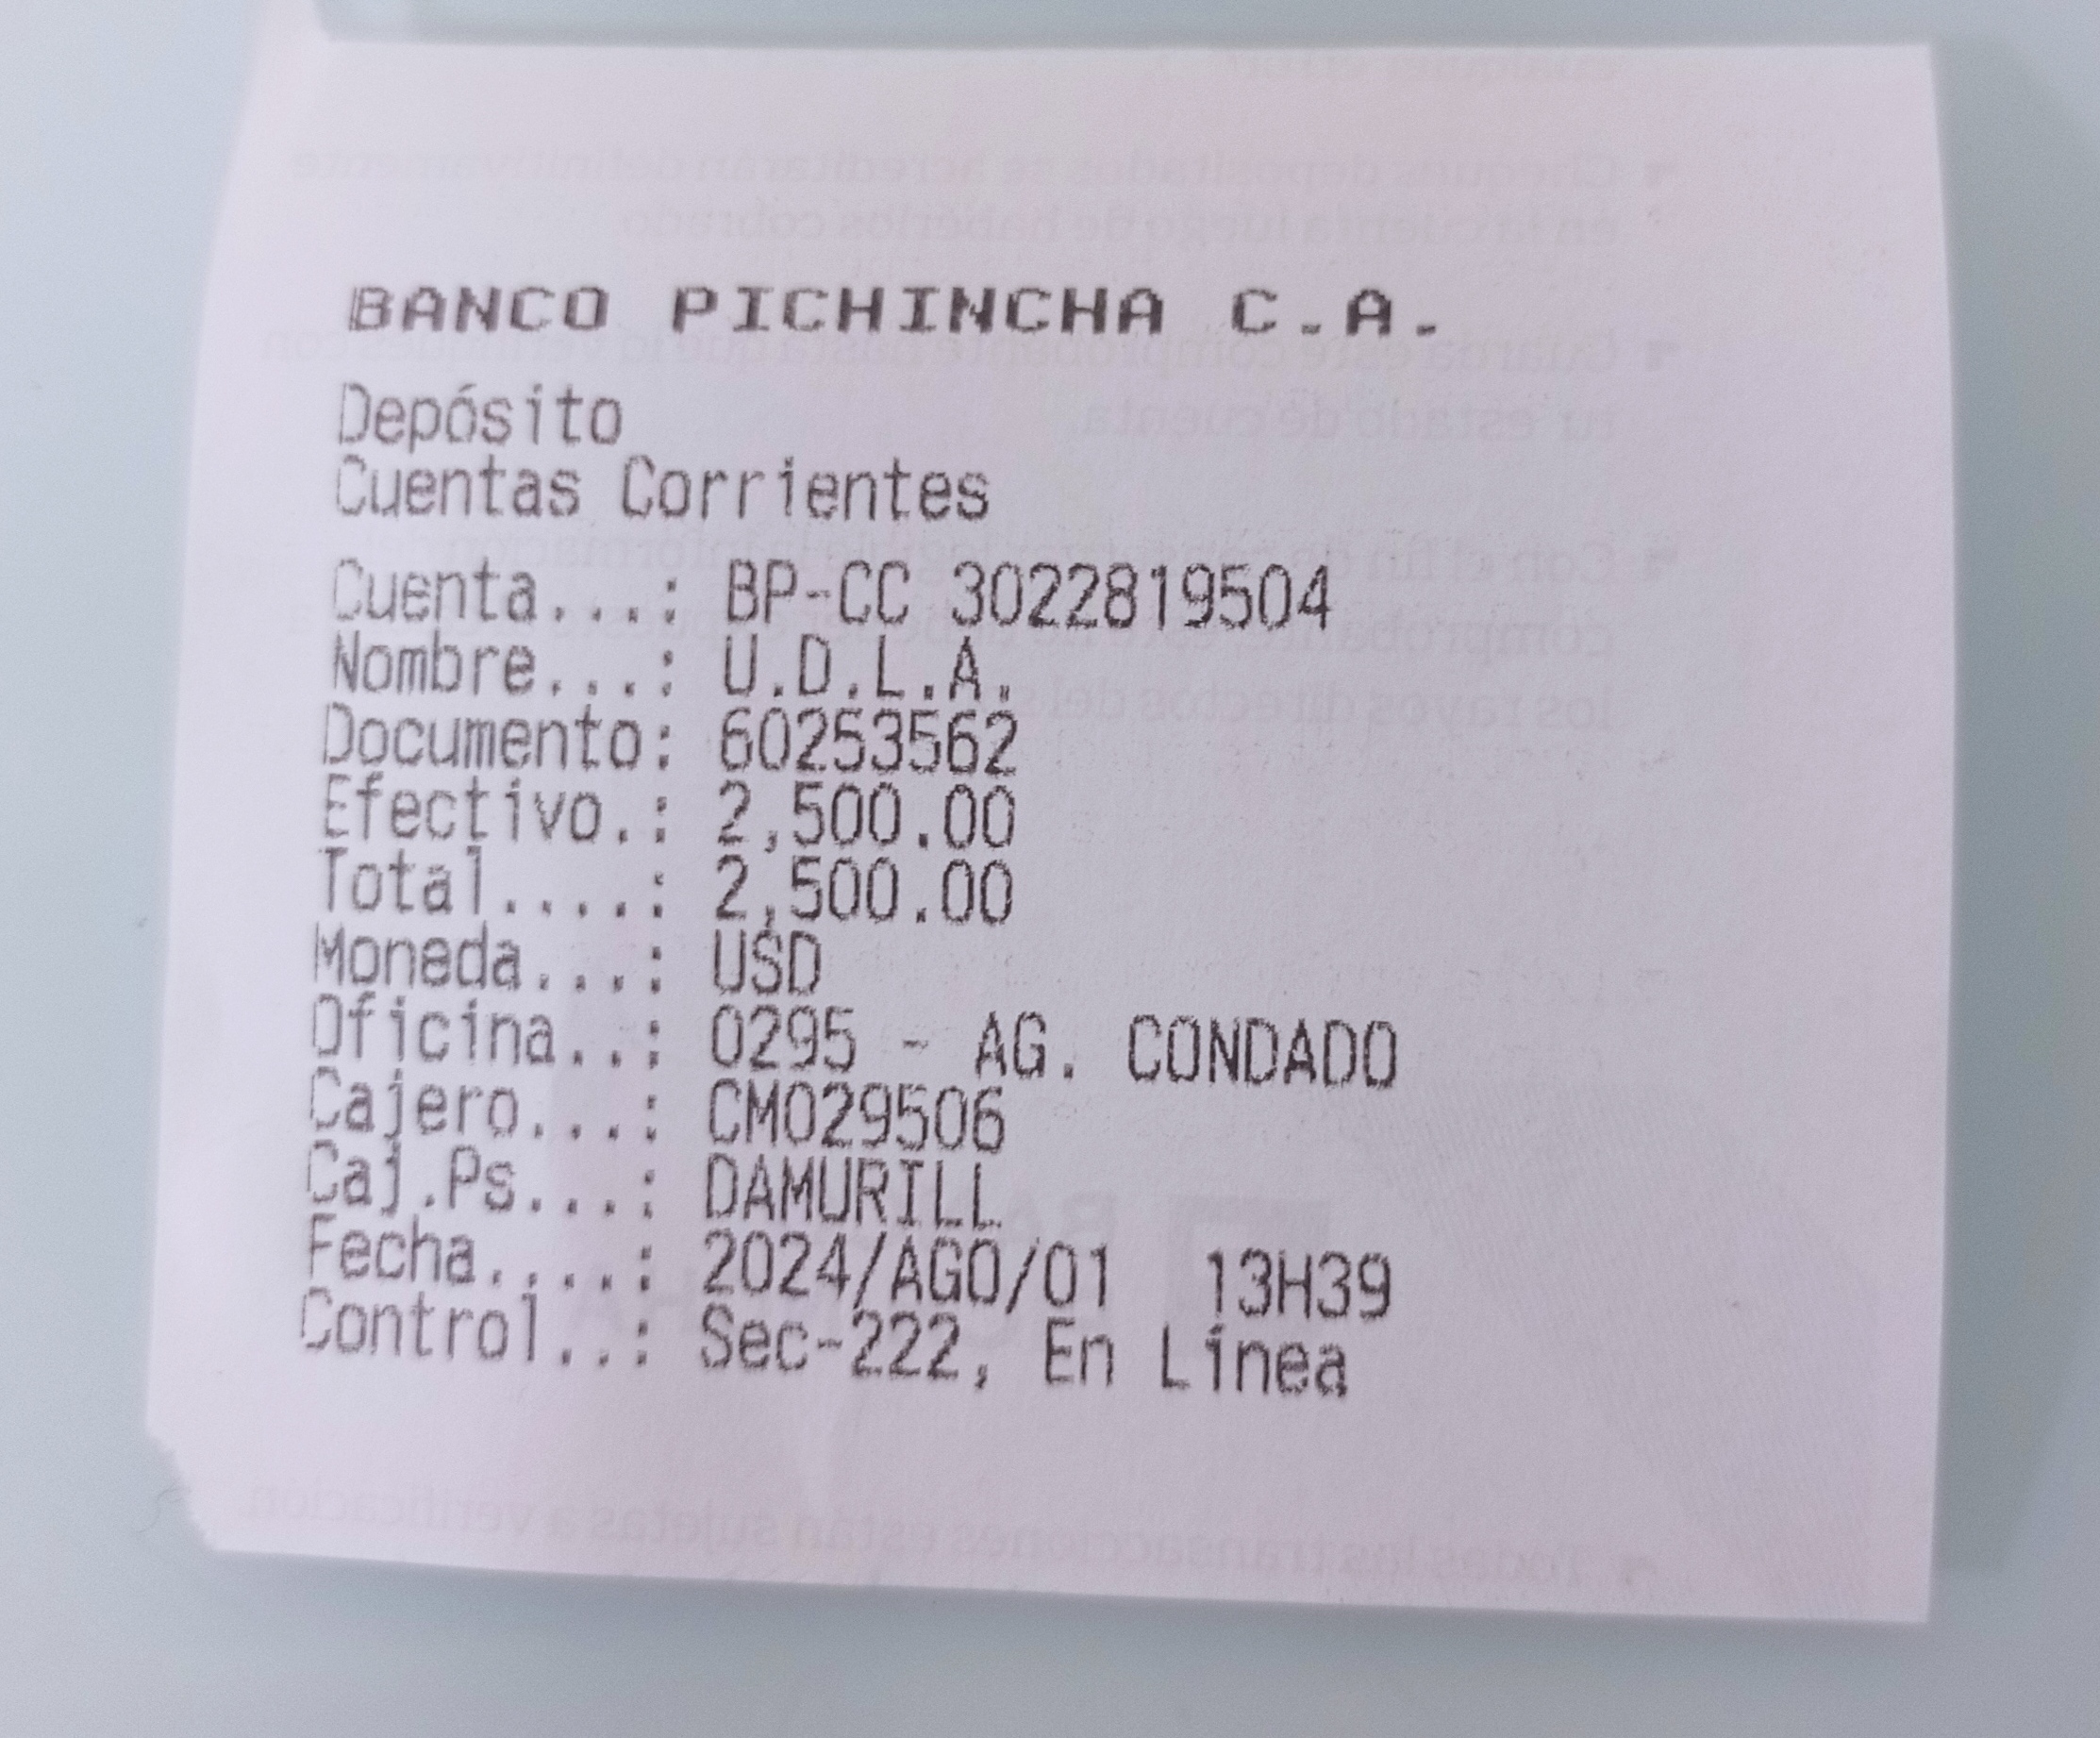 BANCO PICHINCHA C.A.
Depósito
Cuentas Corrientes
Cuenta...: BP-CC 3022819504
Nombre...: U.D.L.A.
Documento: 60253562
Efectivo.: 2,500.00
Total....: 2,500.00
Moneda...: USD
Oficina..: 0295 - AG. CONDADO
Cajero...: CM029506
Caj.Ps...: DAMURILL
Fecha....: 2024/AGO/01 13H39
Control..: Sec-222, En Línea